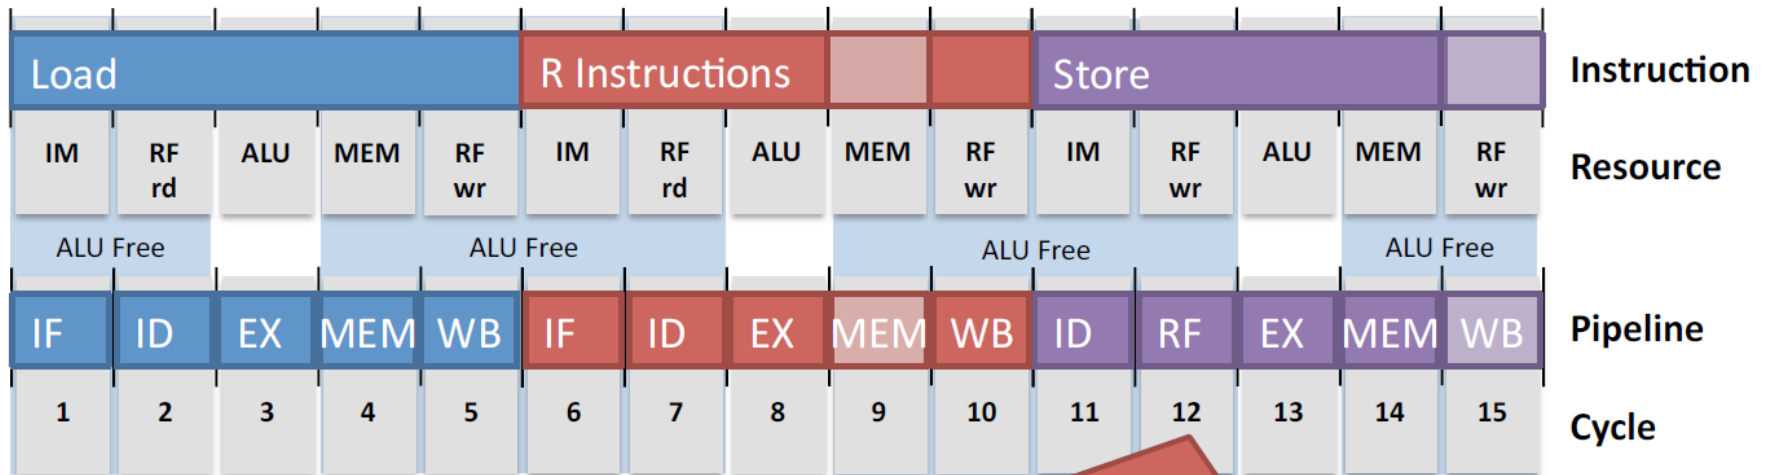 Load R Instructions Store Instruction
IM RF rd ALU MEM RF wr IM RF rd ALU MEM RF wr IM RF wr ALU MEM RF wr Resource
ALU Free ALU Free ALU Free ALU Free
IF ID EX MEM WB IF ID EX MEM WB ID RF EX MEM WB Pipeline
1 2 3 4 5 6 7 8 9 10 11 12 13 14 15 Cycle